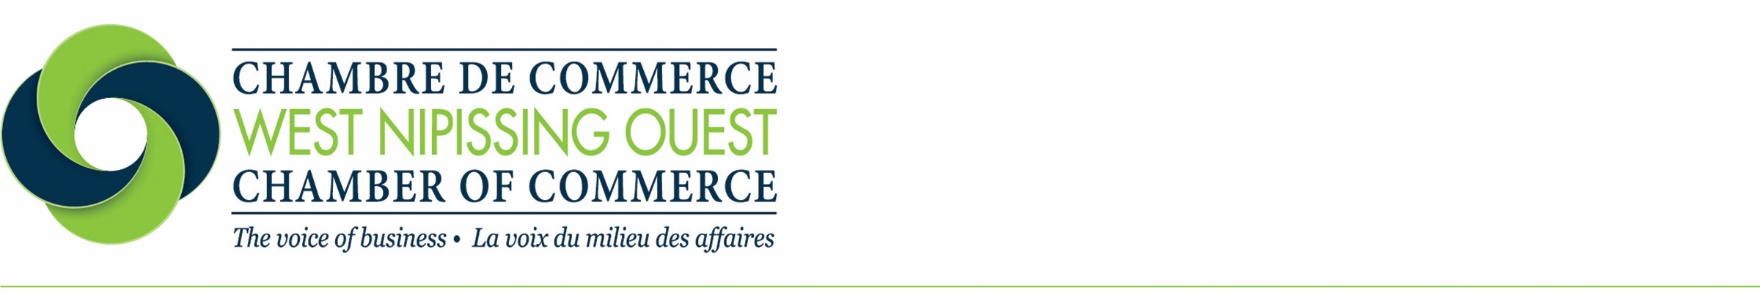 CHAMBRE DE COMMERCE
WEST NIPISSING OUEST
CHAMBER OF COMMERCE
The voice of business • La voix du milieu des affaires